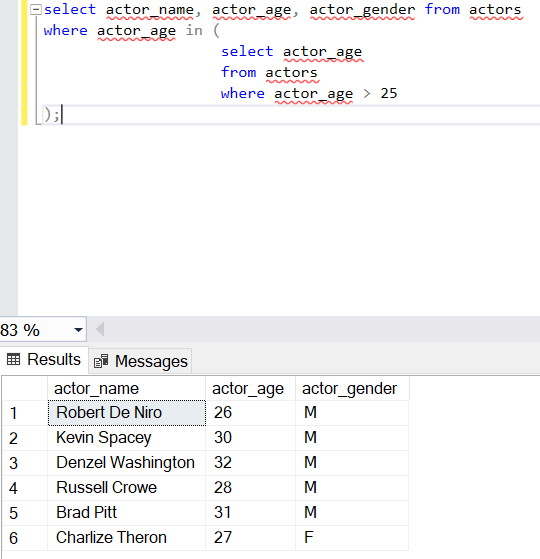 select actor_name, actor_age, actor_gender from actors
where actor_age in (
select actor_age
from actors
where actor_age > 25
);
83 %
Results Messages
actor_name actor_age actor_gender
1 Robert De Niro 26 M
2 Kevin Spacey 30 M
3 Denzel Washington 32 M
4 Russell Crowe 28 M
5 Brad Pitt 31 M
6 Charlize Theron 27 F